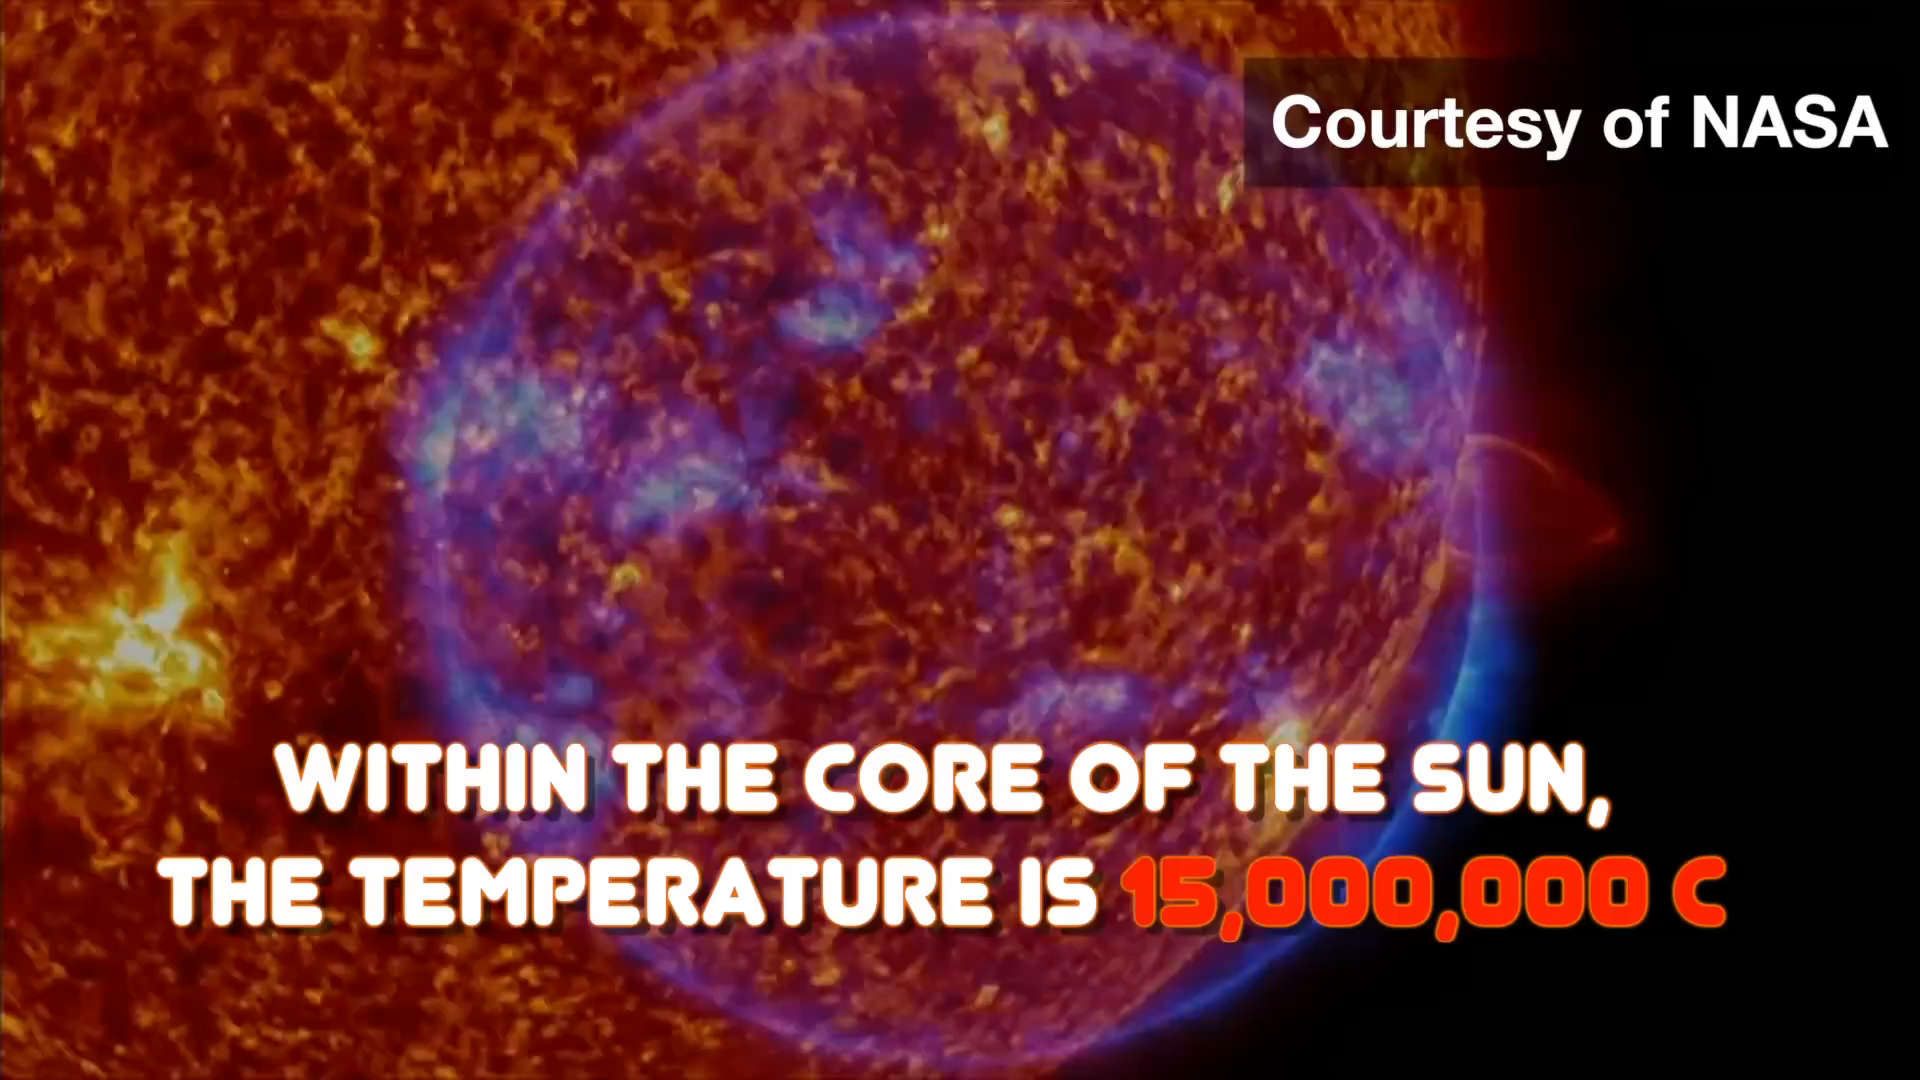 Courtesy of NASA
WITHIN THE CORE OF THE SUN,
THE TEMPERATURE IS 15,000,000 C